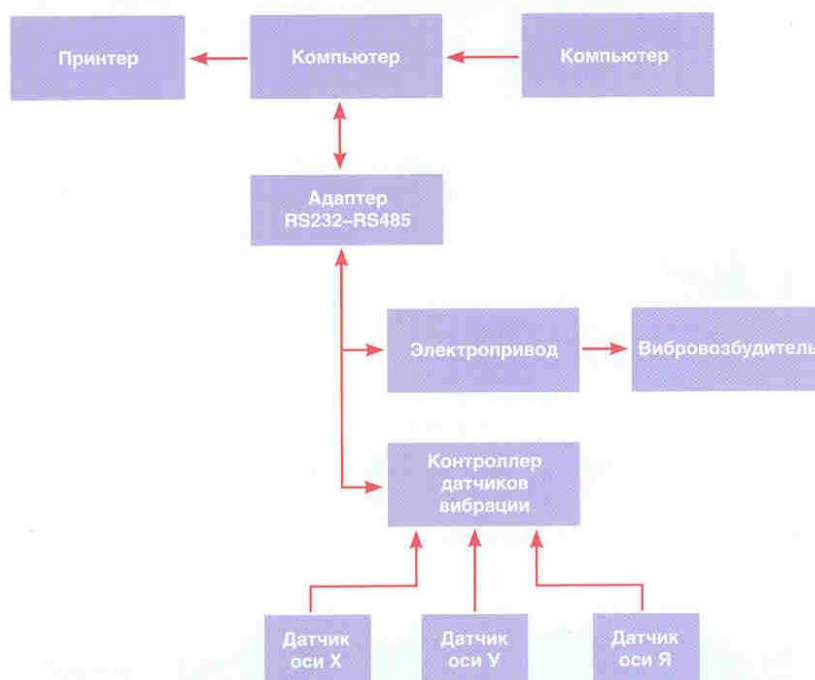 Принтер
Компьютер
Компьютер
Адаптер
RS232–RS485
Электропривод
Вибровозбудитель
Контроллер
датчиков
вибрации
Датчик
оси X
Датчик
оси У
Датчик
оси Я